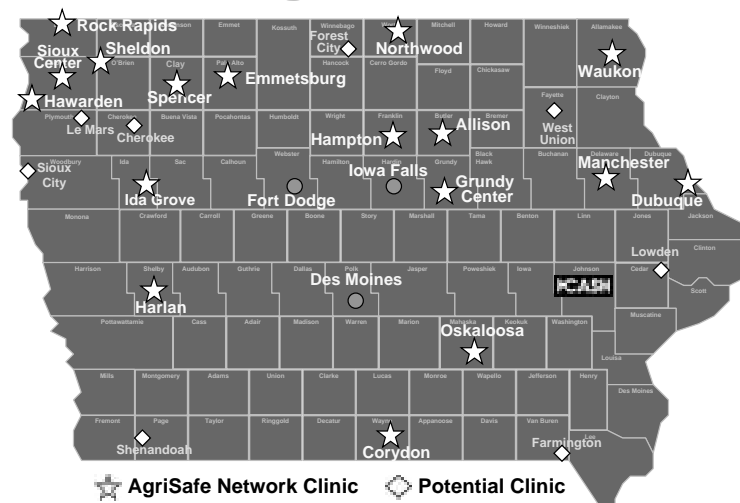 Rock Rapids
Emmet
Kossuth
Winnebago
Mitchell
Howard
Winneshiek
Allamakee
Forest
City
Northwood
Sioux
Center
Sheldon
O'Brien
Clay
Palo Alto
Emmetsburg
Hancock
Cerro Gordo
Floyd
Chickasaw
Waukon
Spencer
Hawarden
Fayette
Clayton
Plymouth
Le Mars
Cherokee
Cherokee
Buena Vista
Pocahontas
Humboldt
Wright
Franklin
Butler
Bremer
Hampton
Allison
West
Union
Woodbury
Sioux
City
Ida
Sac
Calhoun
Webster
Hamilton
Hardin
Grundy
Black
Hawk
Buchanan
Delaware
Dubuque
Iowa Falls
Manchester
Ida Grove
Fort Dodge
Grundy
Center
Dubuque
Monona
Crawford
Carroll
Greene
Boone
Story
Marshall
Tama
Benton
Linn
Jones
Jackson
Lowden
Clinton
Harrison
Shelby
Audubon
Guthrie
Dallas
Polk
Jasper
Poweshiek
Iowa
Johnson
Cedar
Scott
Des Moines
I-CASH
Harlan
Muscatine
Pottawattamie
Cass
Adair
Madison
Warren
Marion
Mahaska
Keokuk
Washington
Oskaloosa
Louisa
Mills
Montgomery
Adams
Union
Clarke
Lucas
Monroe
Wapello
Jefferson
Henry
Des Moines
Fremont
Page
Taylor
Ringgold
Decatur
Wayne
Appanoose
Davis
Van Buren
Lee
Shenandoah
Corydon
Farmington
AgriSafe Network Clinic
Potential Clinic